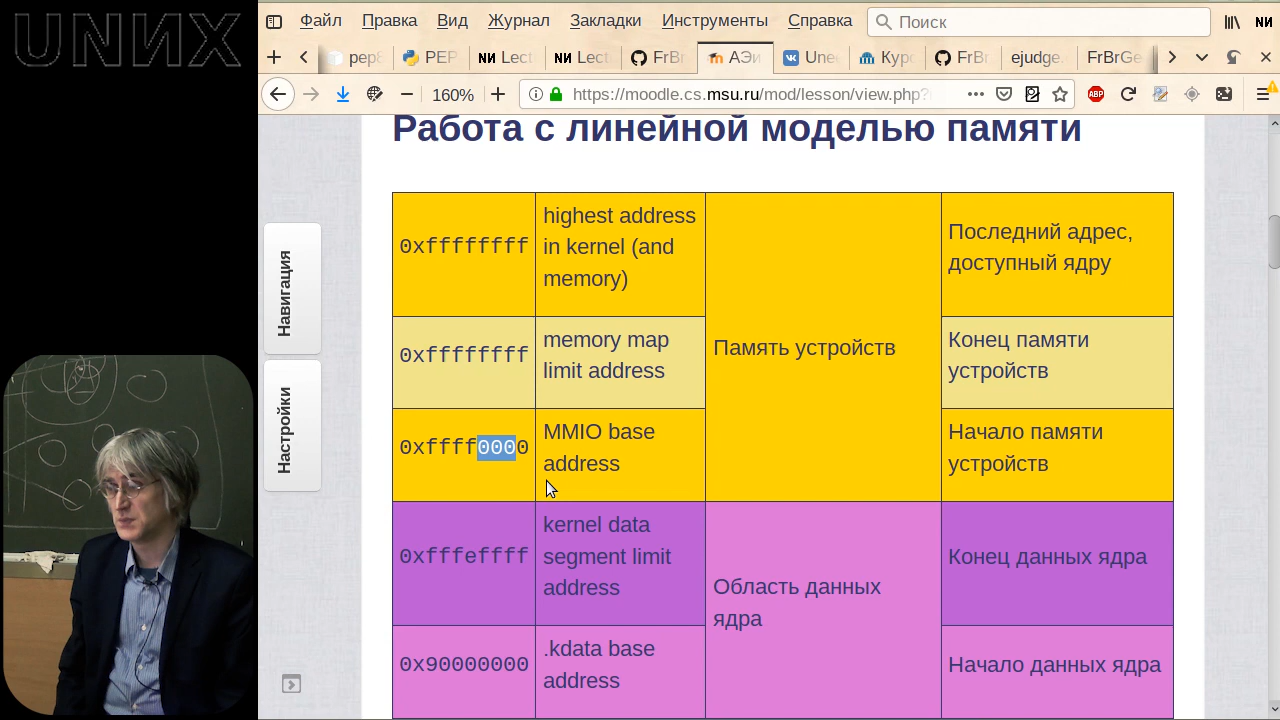 UNIX
Файл Правка Вид Журнал Закладки Инструменты Справка
Поиск
pep8
PEP
Lect
Lect
FrBr
АЭи
Une
Курс
FrBr
ejudge.
FrBrGe
160%
https://moodle.cs.msu.ru/mod/lesson/view.php?
ABP
Навигация
Настройки
Работа с линейной моделью памяти
0xffffffff
highest address
in kernel (and
memory)
Память устройств
Последний адрес,
доступный ядру
0xffffffff
memory map
limit address
Конец памяти
устройств
0xffff0000
MMIO base
address
Начало памяти
устройств
0xfffeffff
kernel data
segment limit
address
Область данных
ядра
Конец данных ядра
0x90000000
.kdata base
address
Начало данных ядра